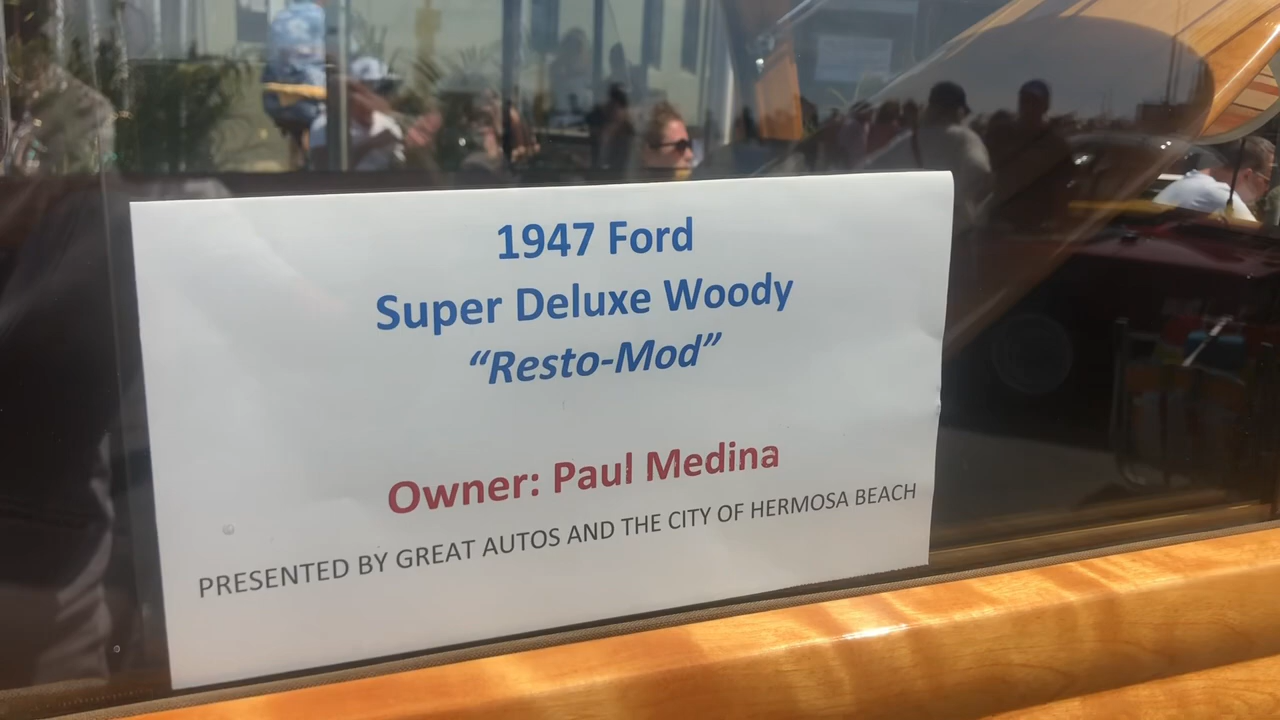 1947 Ford
Super Deluxe Woody
“Resto-Mod”
Owner: Paul Medina
PRESENTED BY GREAT AUTOS AND THE CITY OF HERMOSA BEACH